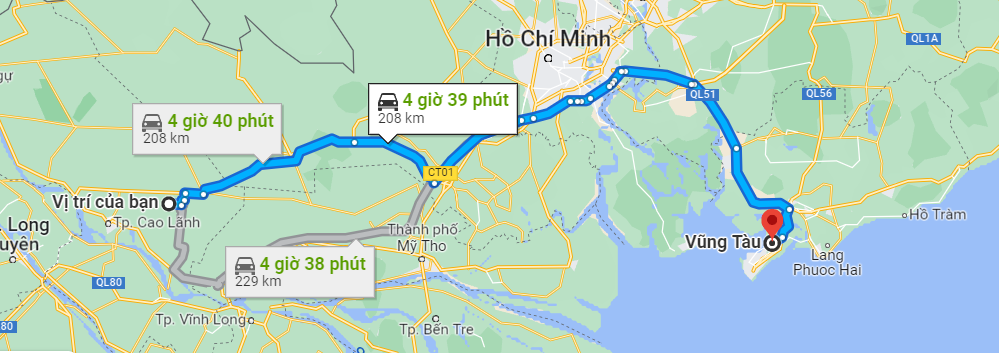 Hồ Chí Minh
QL1A
gự
4 giờ 39 phút
208 km
QL51
QL56
4 giờ 40 phút
208 km
CT01
Vị trí của bạn
Tp. Cao Lãnh
Long
uyên
Hồ Tràm
Thành phố
Mỹ Tho
Vũng Tàu
Lang
Phuoc Hai
4 giờ 38 phút
229 km
QL80
Tp. Vĩnh Long
80
Tp. Bến Tre